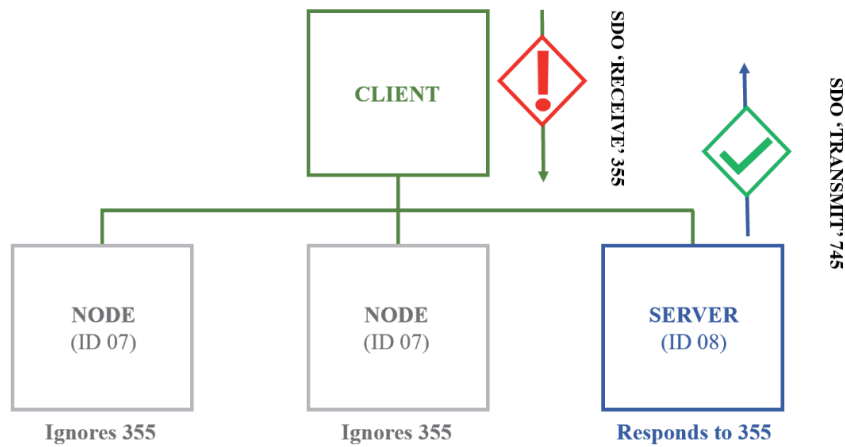 CLIENT
SDO ‘RECEIVE’ 355
SDO ‘TRANSMIT’ 745
NODE
(ID 07)
NODE
(ID 07)
SERVER
(ID 08)
Ignores 355
Ignores 355
Responds to 355